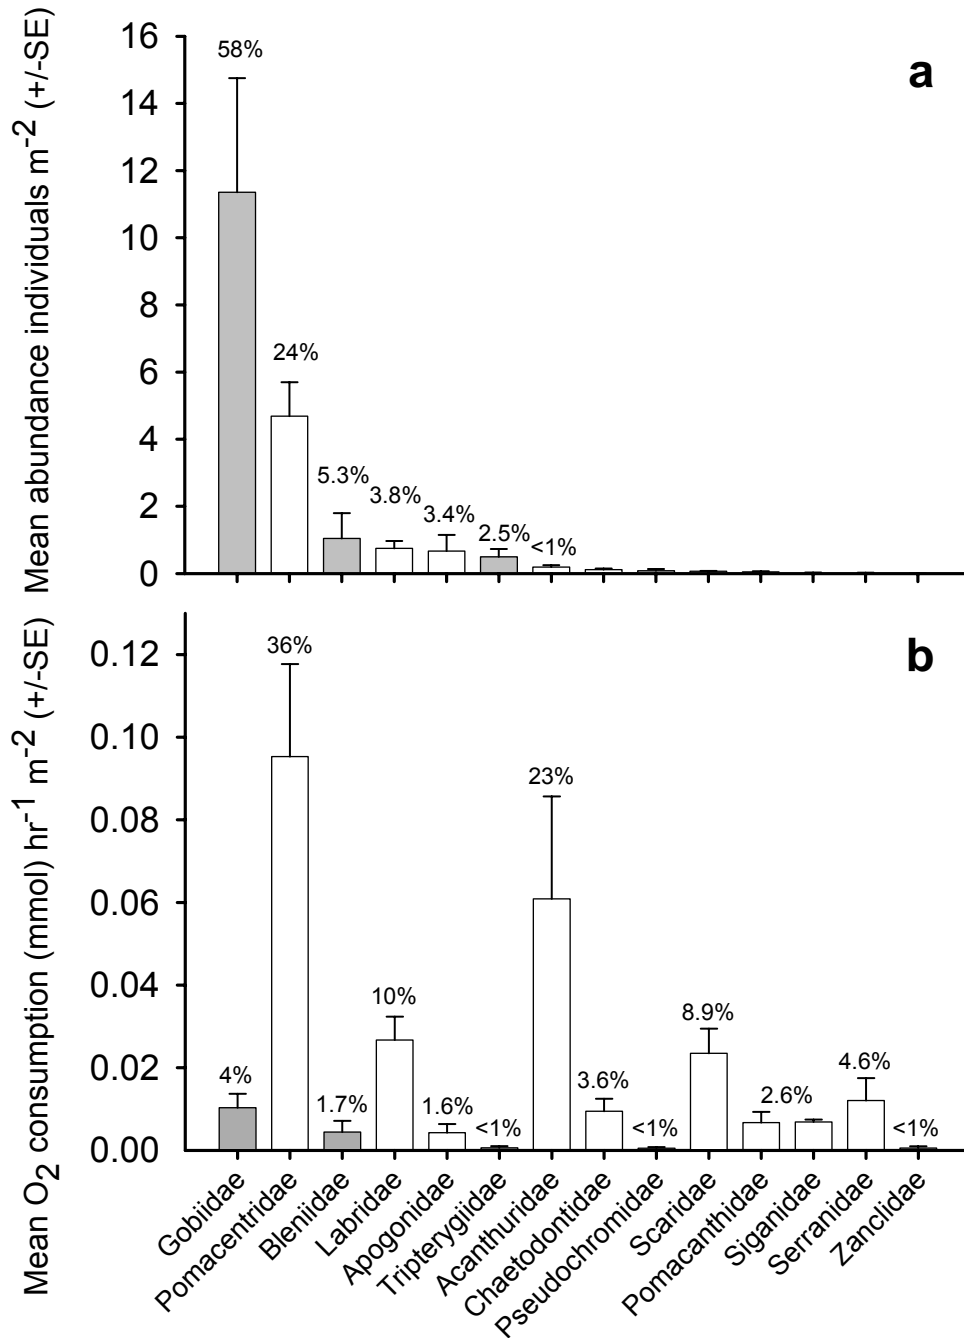 Mean abundance individuals m⁻² (+/-SE)
a
16
14
12
10
8
6
4
2
0
58%
24%
5.3%
3.8%
3.4%
2.5%
<1%
Mean O₂ consumption (mmol) hr⁻¹ m⁻² (+/-SE)
b
0.12
0.10
0.08
0.06
0.04
0.02
0.00
4%
36%
1.7%
10%
1.6%
<1%
23%
3.6%
<1%
8.9%
2.6%
4.6%
<1%
Gobiidae
Pomacentridae
Bleniidae
Labridae
Apogonidae
Tripterygiidae
Acanthuridae
Chaetodontidae
Pseudochromidae
Scaridae
Pomacanthidae
Siganidae
Serranidae
Zanclidae